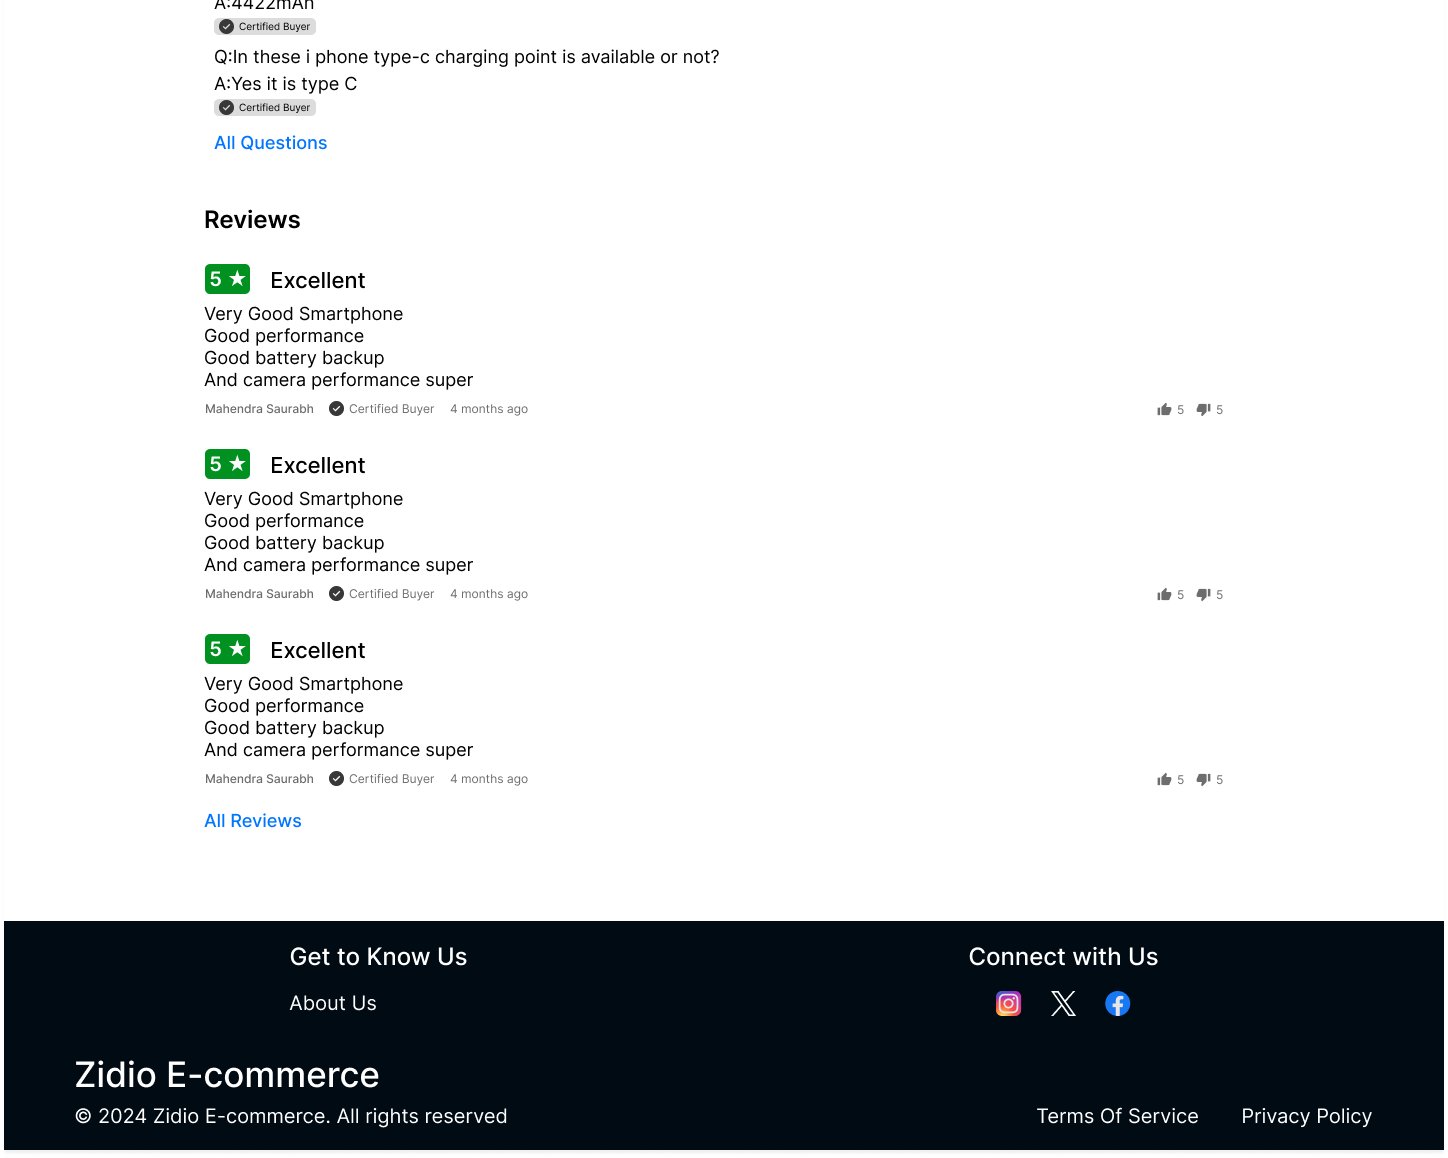 A:4422mAh
Certified Buyer
Q:In these i phone type-c charging point is available or not?
A:Yes it is type C
Certified Buyer
All Questions
Reviews
5 ★ Excellent
Very Good Smartphone
Good performance
Good battery backup
And camera performance super
Mahendra Saurabh Certified Buyer 4 months ago 5 5
5 ★ Excellent
Very Good Smartphone
Good performance
Good battery backup
And camera performance super
Mahendra Saurabh Certified Buyer 4 months ago 5 5
5 ★ Excellent
Very Good Smartphone
Good performance
Good battery backup
And camera performance super
Mahendra Saurabh Certified Buyer 4 months ago 5 5
All Reviews
Get to Know Us Connect with Us
About Us
Zidio E-commerce
© 2024 Zidio E-commerce. All rights reserved Terms Of Service Privacy Policy